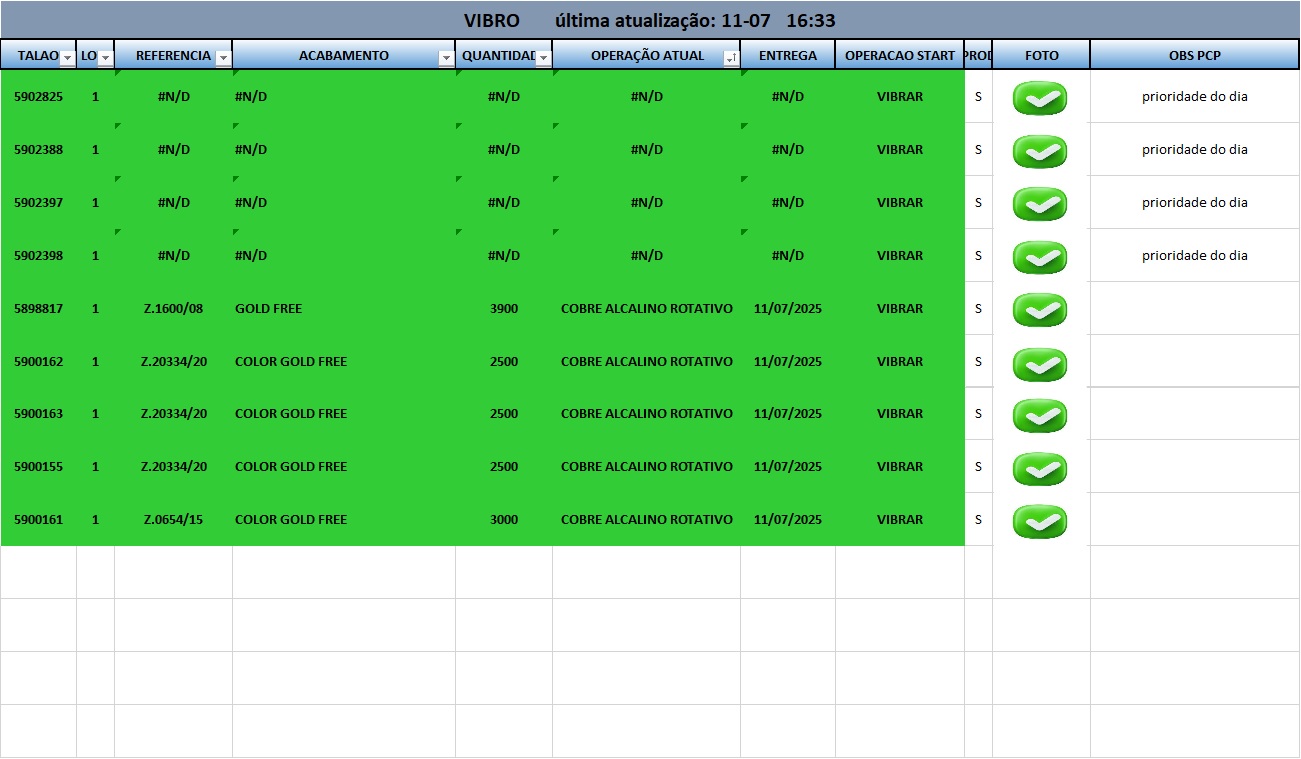 VIBRO última atualização: 11-07 16:33
TALAO LO REFERENCIA ACABAMENTO QUANTIDAD OPERAÇÃO ATUAL ENTREGA OPERACAO START PROD FOTO OBS PCP
5902825 1 #N/D #N/D #N/D #N/D #N/D VIBRAR S prioridade do dia
5902388 1 #N/D #N/D #N/D #N/D #N/D VIBRAR S prioridade do dia
5902397 1 #N/D #N/D #N/D #N/D #N/D VIBRAR S prioridade do dia
5902398 1 #N/D #N/D #N/D #N/D #N/D VIBRAR S prioridade do dia
5898817 1 Z.1600/08 GOLD FREE 3900 COBRE ALCALINO ROTATIVO 11/07/2025 VIBRAR S
5900162 1 Z.20334/20 COLOR GOLD FREE 2500 COBRE ALCALINO ROTATIVO 11/07/2025 VIBRAR S
5900163 1 Z.20334/20 COLOR GOLD FREE 2500 COBRE ALCALINO ROTATIVO 11/07/2025 VIBRAR S
5900155 1 Z.20334/20 COLOR GOLD FREE 2500 COBRE ALCALINO ROTATIVO 11/07/2025 VIBRAR S
5900161 1 Z.0654/15 COLOR GOLD FREE 3000 COBRE ALCALINO ROTATIVO 11/07/2025 VIBRAR S